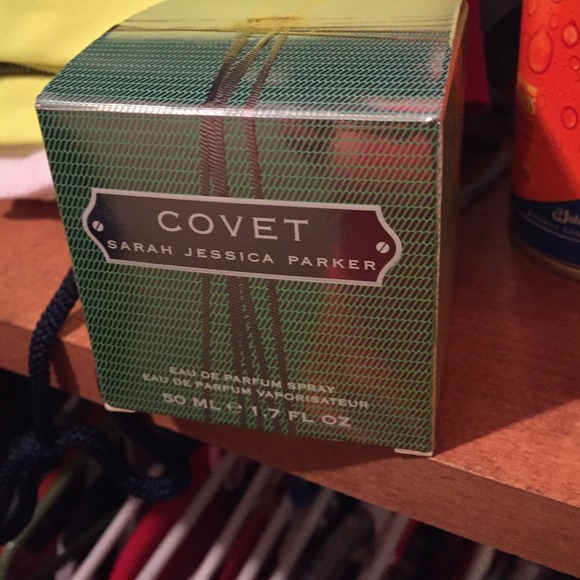 COVET
SARAH JESSICA PARKER
EAU DE PARFUM SPRAY
EAU DE PARFUM VAPORISATEUR
50 ML ℮ 1.7 FL OZ